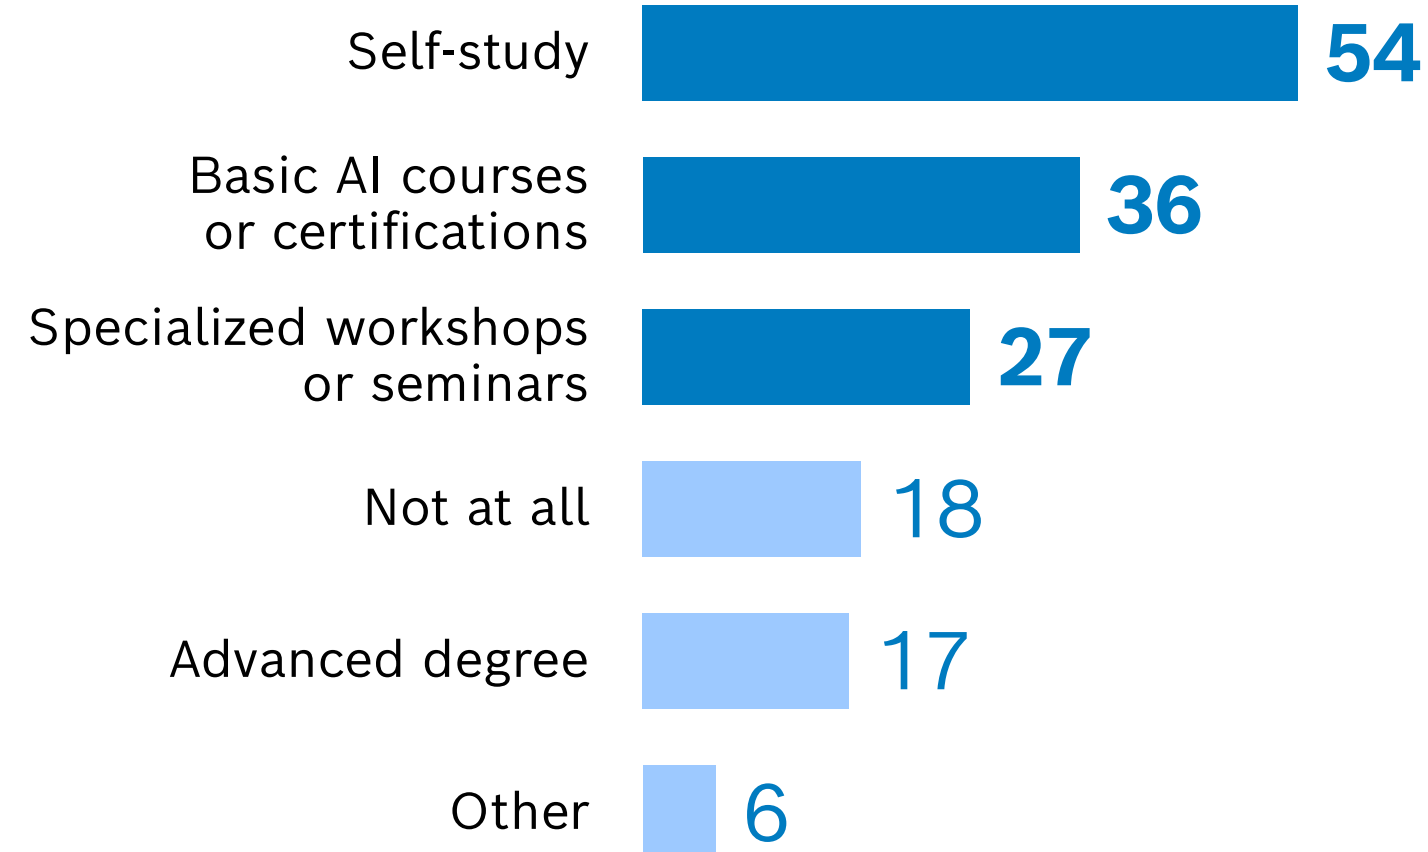 Self-study 54
Basic AI courses
or certifications 36
Specialized workshops
or seminars 27
Not at all 18
Advanced degree 17
Other 6